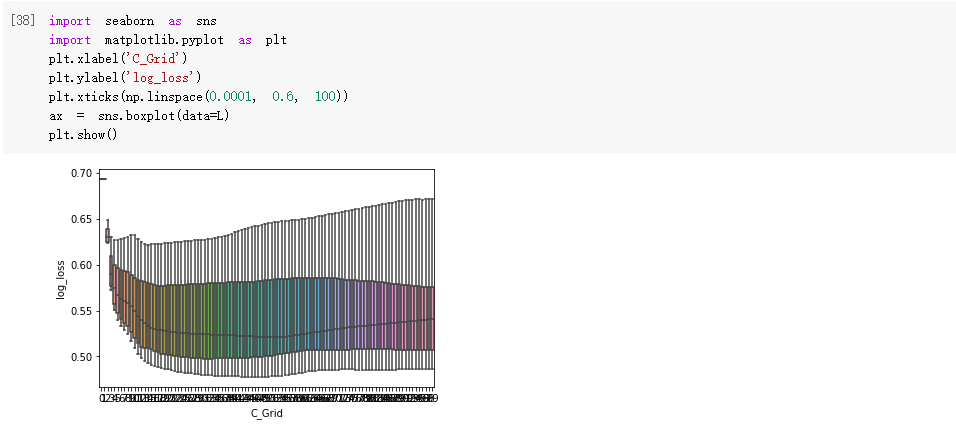 [38] import seaborn as sns
import matplotlib.pyplot as plt
plt.xlabel('C_Grid')
plt.ylabel('log_loss')
plt.xticks(np.linspace(0.0001, 0.6, 100))
ax = sns.boxplot(data=L)
plt.show()
0.70
0.65
0.60
0.55
0.50
log_loss
C_Grid